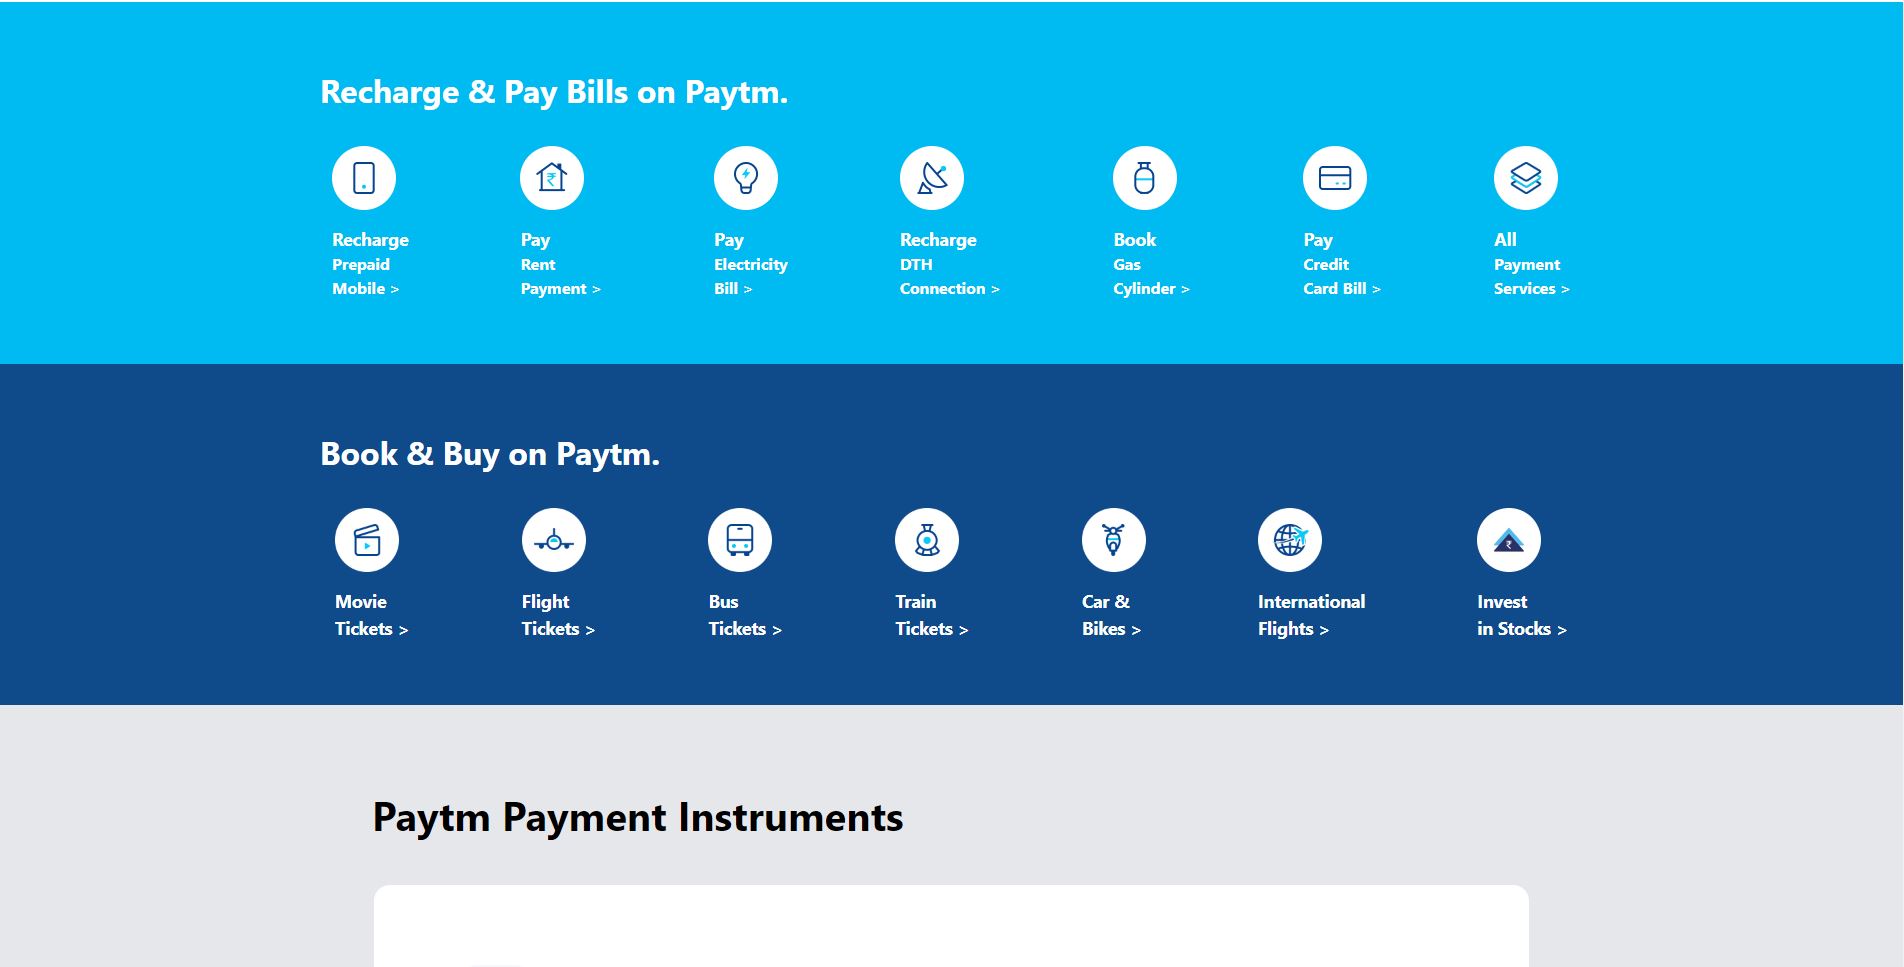 Recharge & Pay Bills on Paytm.
Recharge
Prepaid
Mobile >
Pay
Rent
Payment >
Pay
Electricity
Bill >
Recharge
DTH
Connection >
Book
Gas
Cylinder >
Pay
Credit
Card Bill >
All
Payment
Services >
Book & Buy on Paytm.
Movie
Tickets >
Flight
Tickets >
Bus
Tickets >
Train
Tickets >
Car &
Bikes >
International
Flights >
Invest
in Stocks >
Paytm Payment Instruments